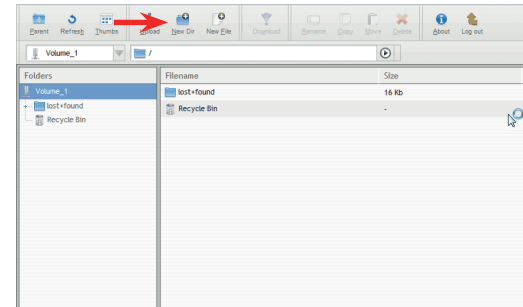 Parent Refresh Thumbs Upload New Dir New File Download Rename Copy Move Delete About Log out
Volume_1 /
Folders Filename Size
Volume_1 lost+found 16 Kb
lost+found Recycle Bin -
Recycle Bin